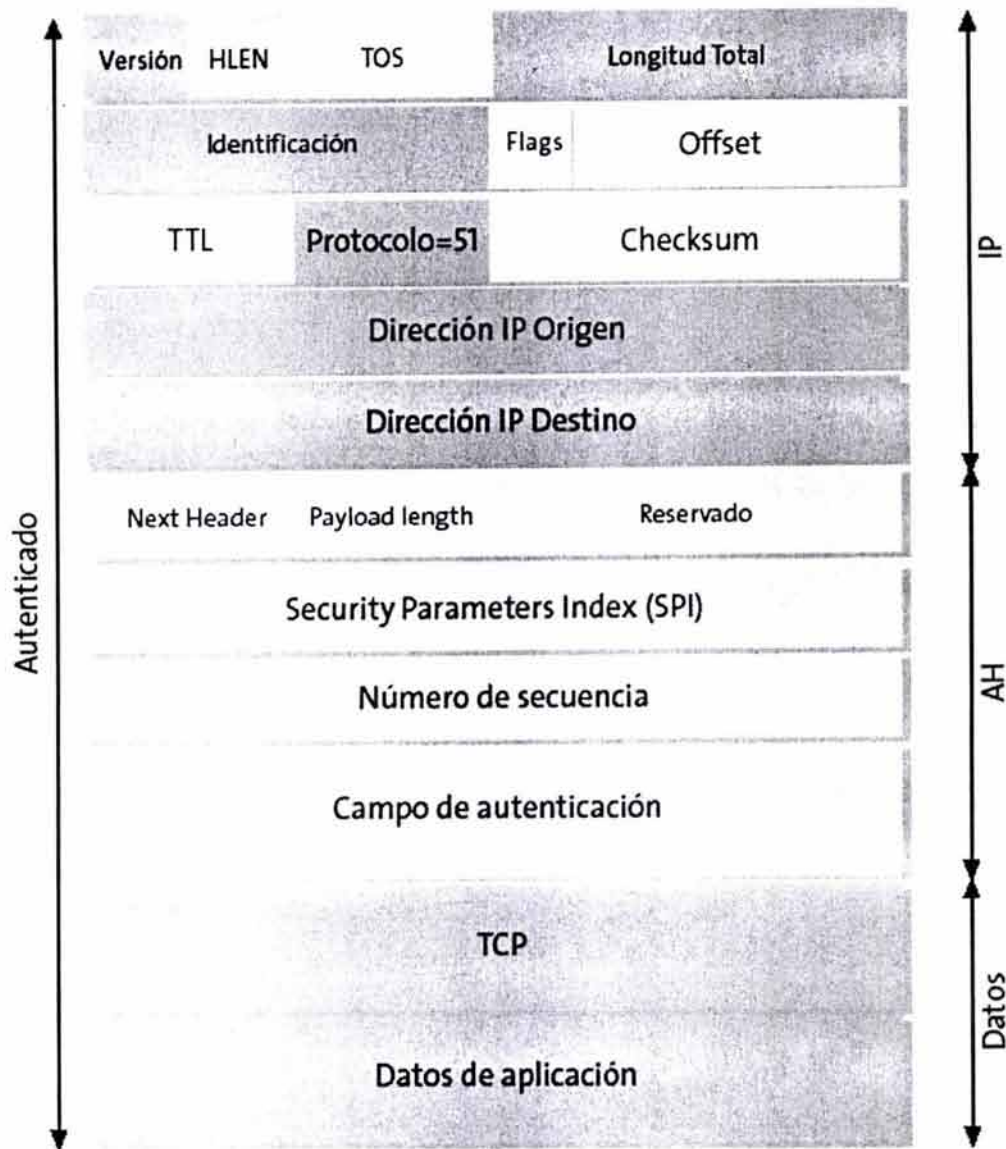 Versión HLEN TOS Longitud Total
Identificación Flags Offset
TTL Protocolo=51 Checksum
Dirección IP Origen
Dirección IP Destino
IP
Next Header Payload length Reservado
Security Parameters Index (SPI)
Número de secuencia
Campo de autenticación
AH
Autenticado
TCP
Datos de aplicación
Datos